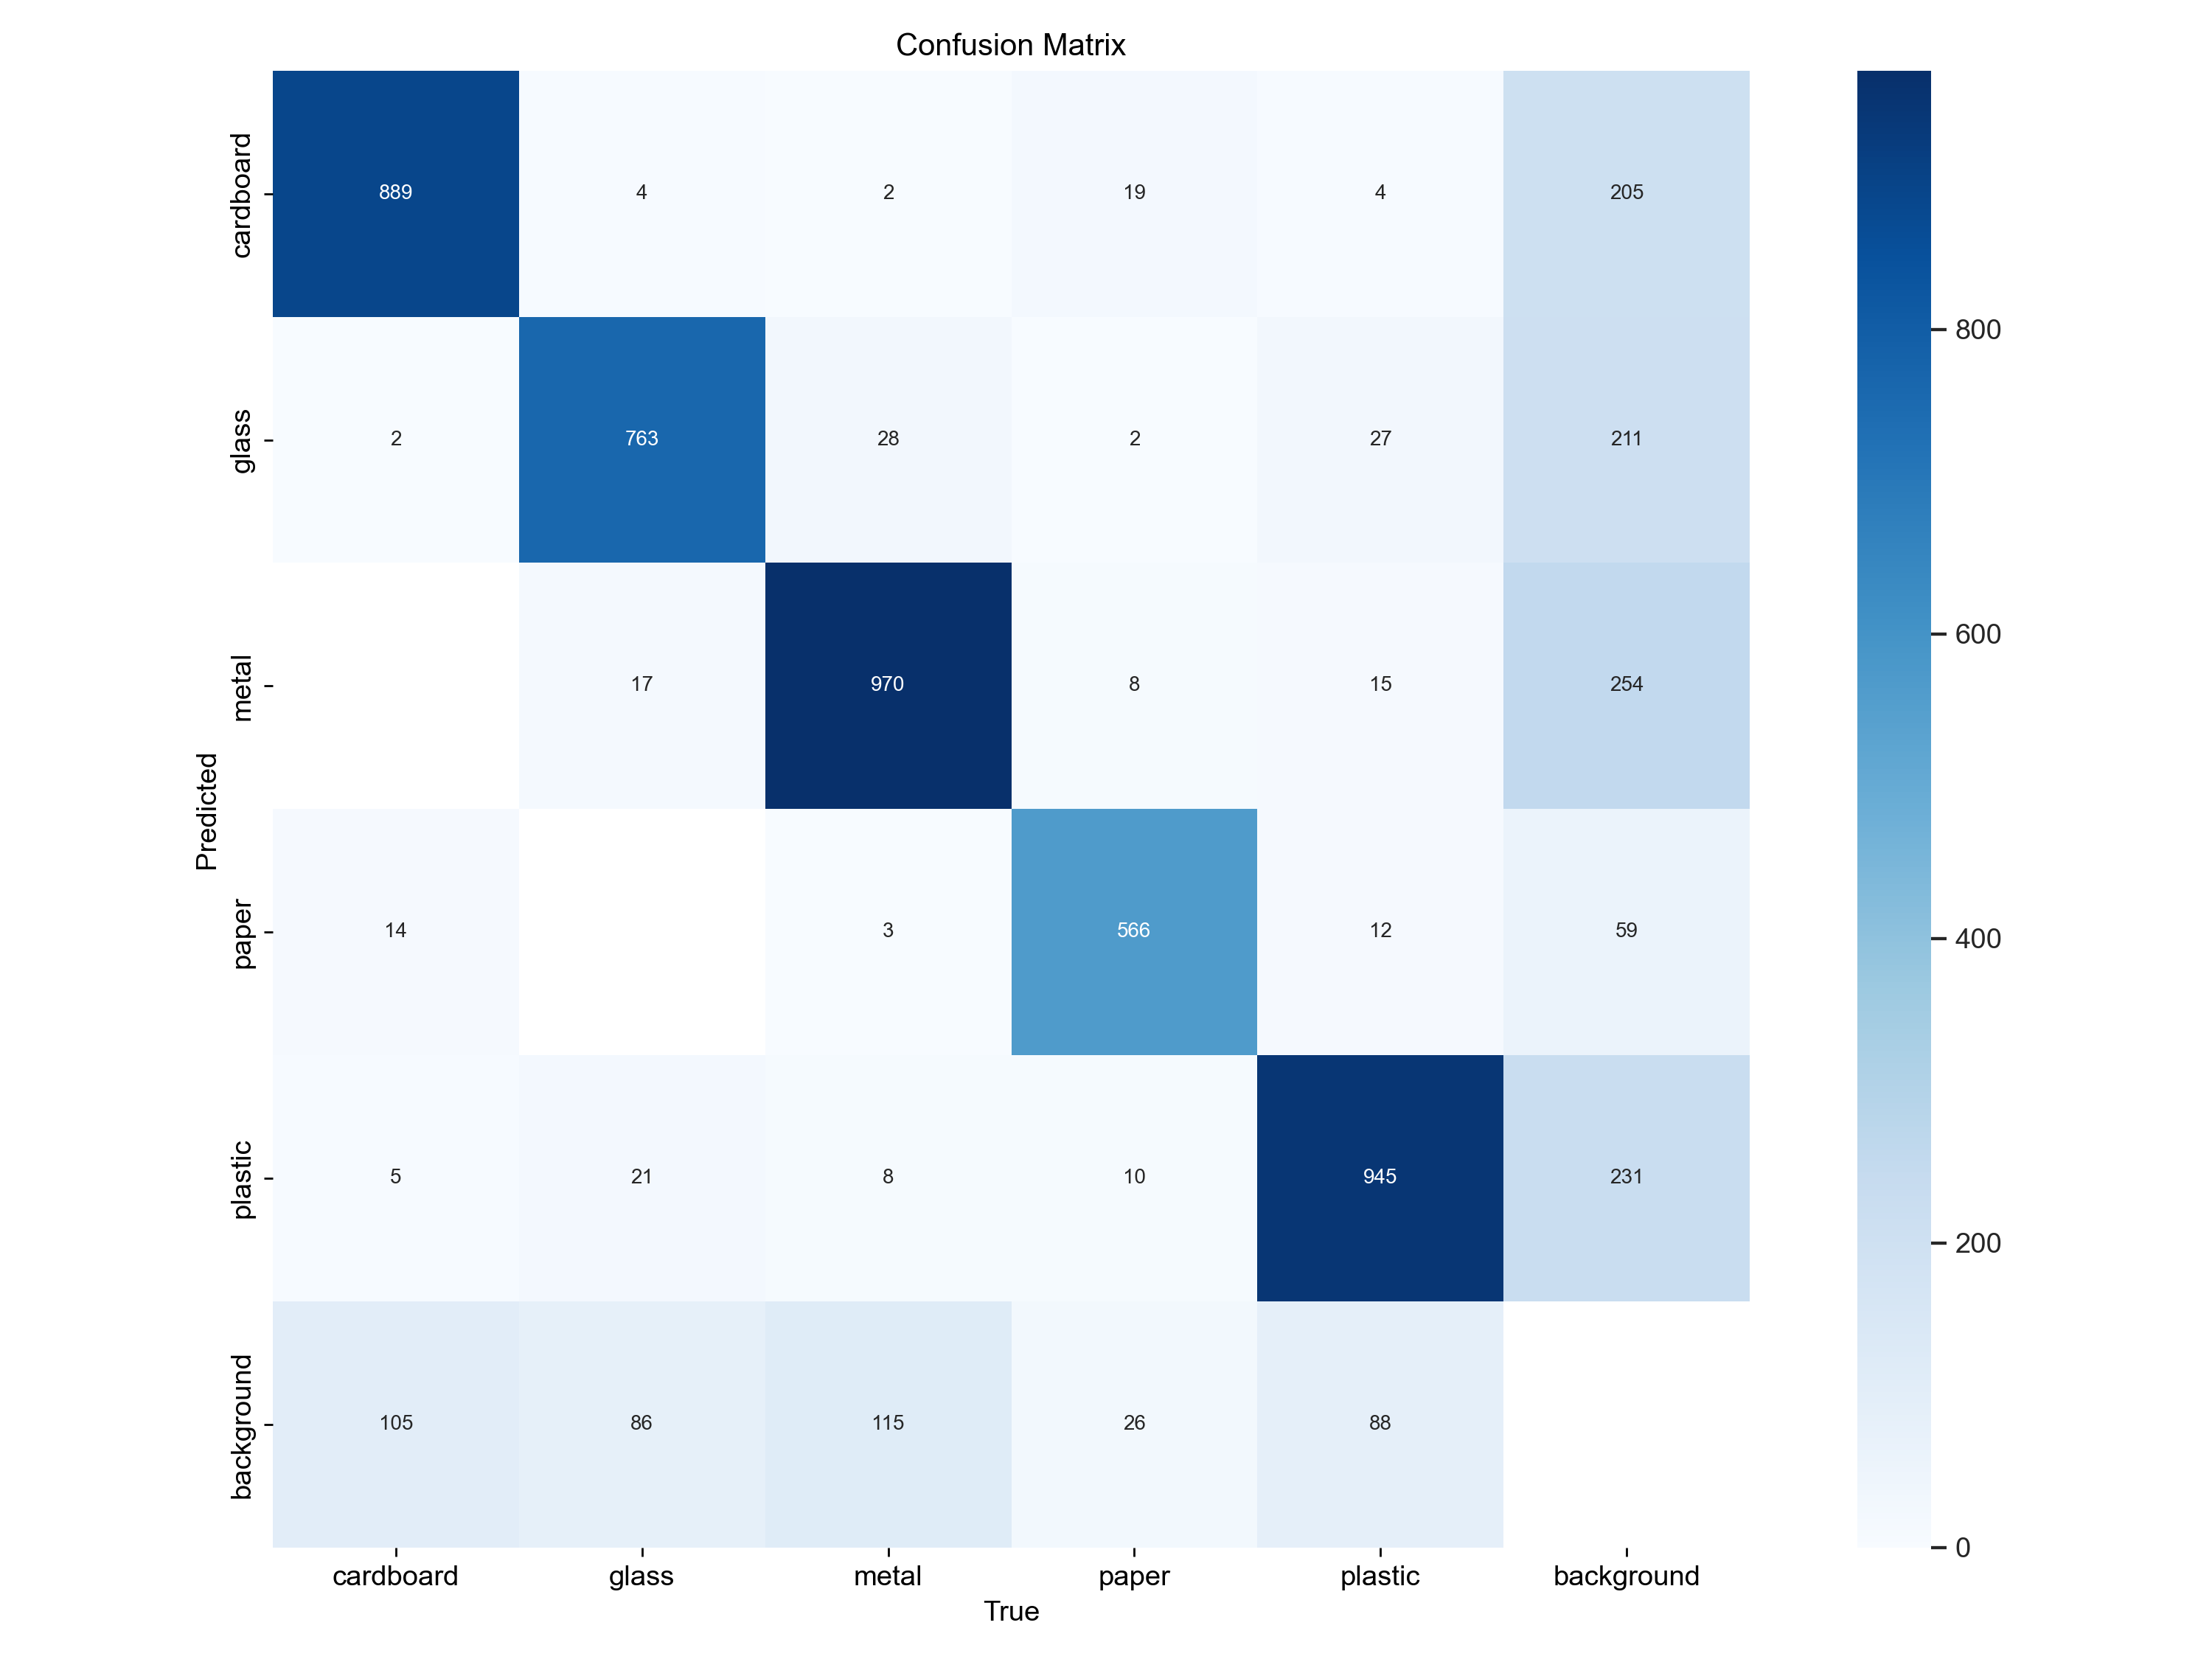 Confusion Matrix
cardboard
889 4 2 19 4 205
glass
2 763 28 2 27 211
metal
17 970 8 15 254
paper
14 3 566 12 59
plastic
5 21 8 10 945 231
background
105 86 115 26 88
Predicted
cardboard glass metal paper plastic background
True
800
600
400
200
0